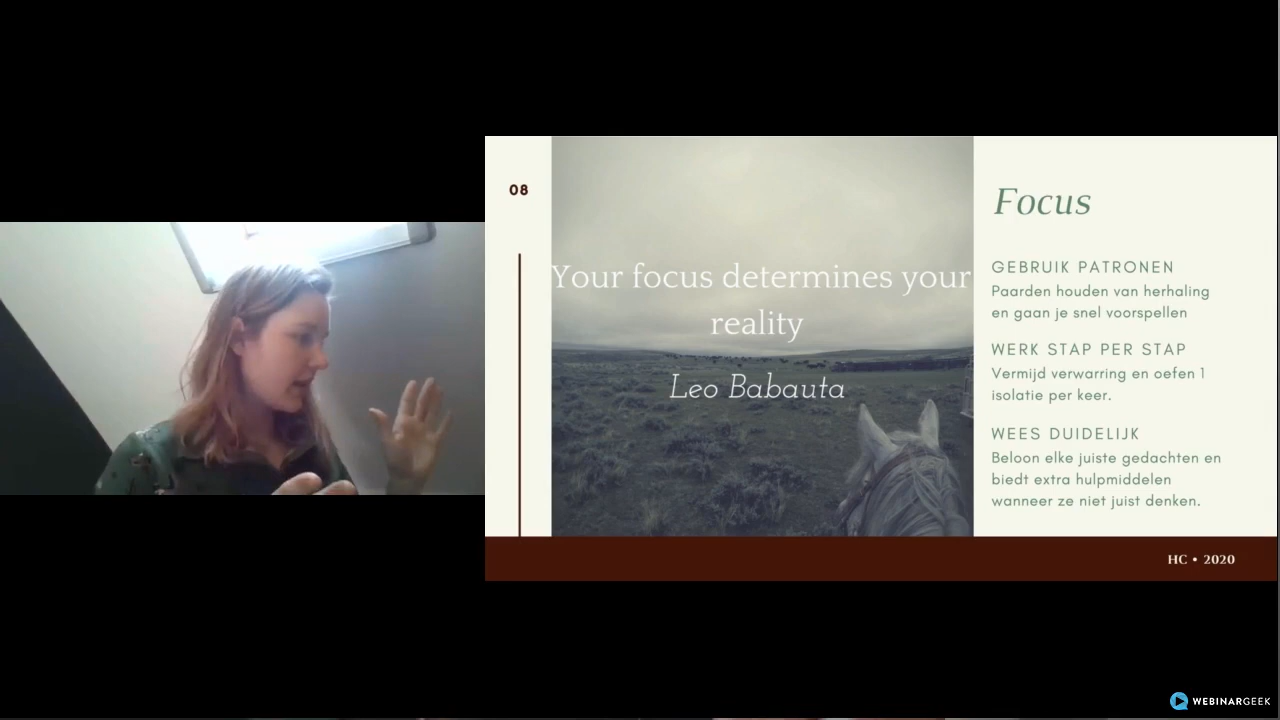 08
Your focus determines your
reality
Leo Babauta
Focus
GEBRUIK PATRONEN
Paarden houden van herhaling
en gaan je snel voorspellen
WERK STAP PER STAP
Vermijd verwarring en oefen 1
isolatie per keer.
WEES DUIDELIJK
Beloon elke juiste gedachten en
biedt extra hulpmiddelen
wanneer ze niet juist denken.
HC • 2020
WEBINARGEEK